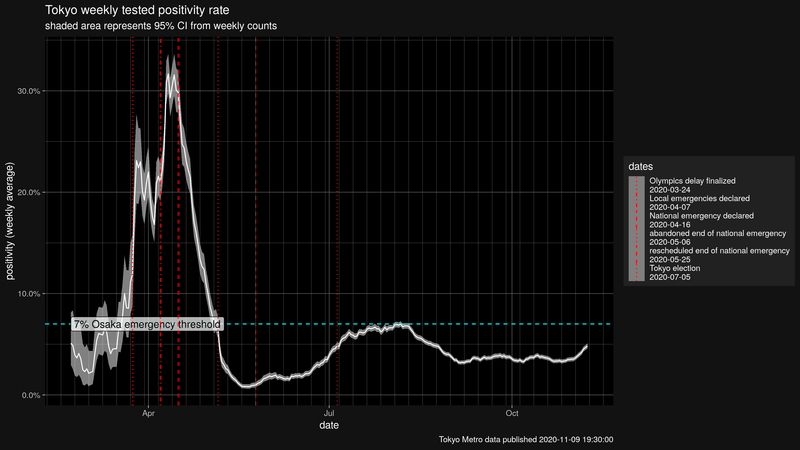 Tokyo weekly tested positivity rate
shaded area represents 95% CI from weekly counts
positivity (weekly average)
30.0%
20.0%
10.0%
0.0%
7% Osaka emergency threshold
Apr
Jul
Oct
date
dates
Olympics delay finalized
2020-03-24
Local emergencies declared
2020-04-07
National emergency declared
2020-04-16
abandoned end of national emergency
2020-05-06
rescheduled end of national emergency
2020-05-25
Tokyo election
2020-07-05
Tokyo Metro data published 2020-11-09 19:30:00